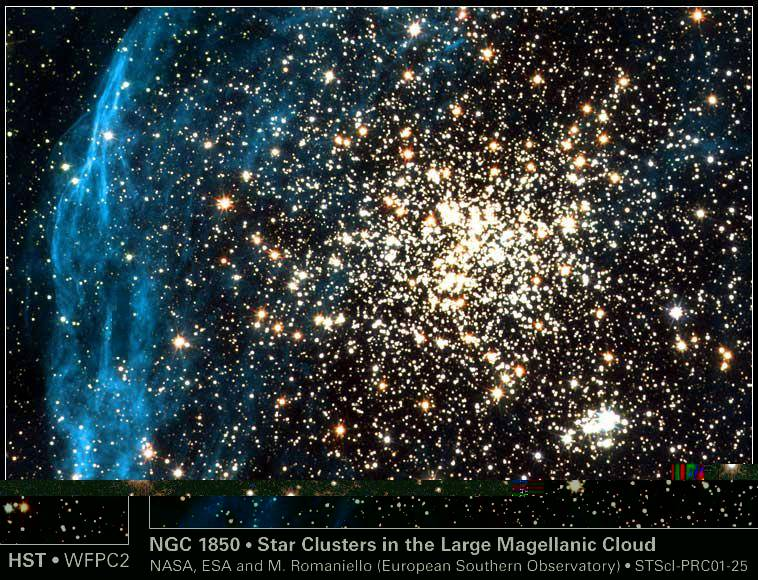 NGC 1850 • Star Clusters in the Large Magellanic Cloud
HST • WFPC2
NASA, ESA and M. Romaniello (European Southern Observatory) • STScI-PRC01-25